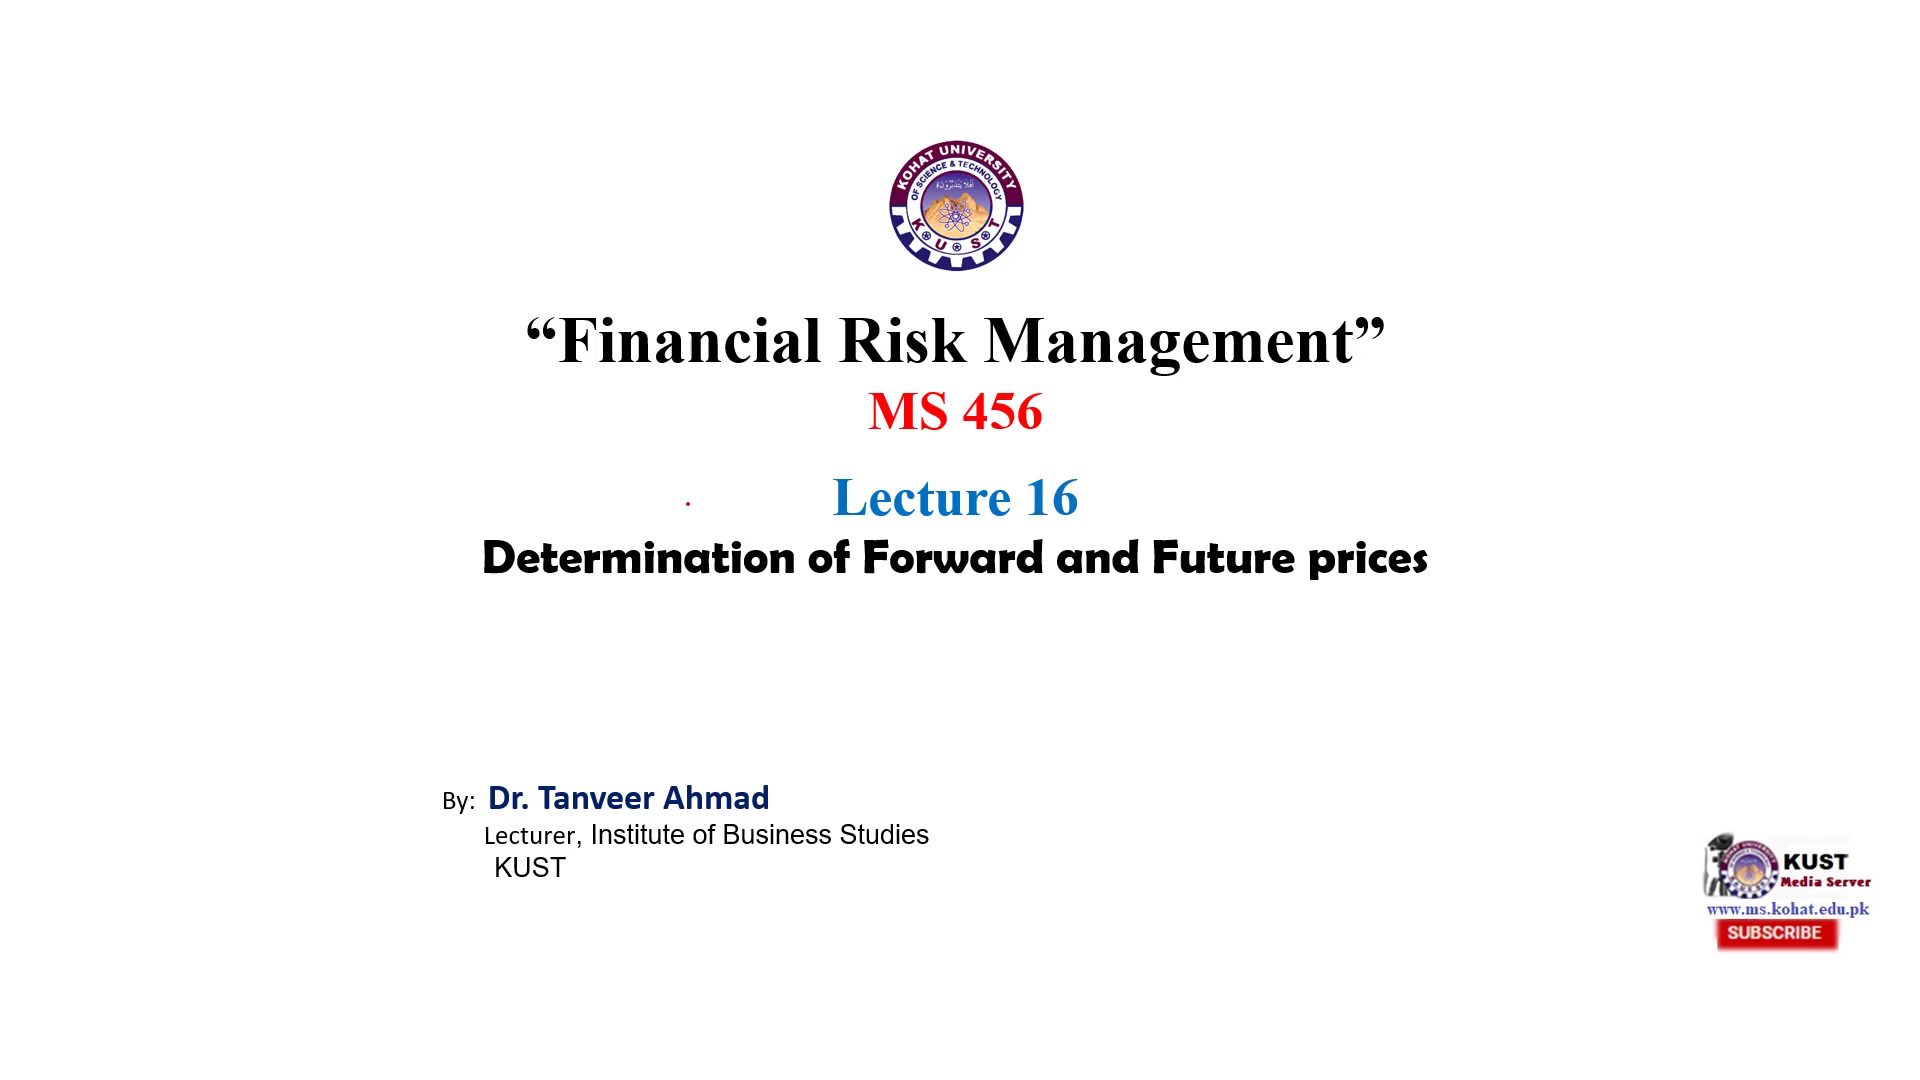 KOHAT UNIVERSITY
OF SCIENCE & TECHNOLOGY
K U S T
“Financial Risk Management”
MS 456
Lecture 16
Determination of Forward and Future prices
By: Dr. Tanveer Ahmad
Lecturer, Institute of Business Studies
KUST
KUST
Media Server
www.ms.kohat.edu.pk
SUBSCRIBE